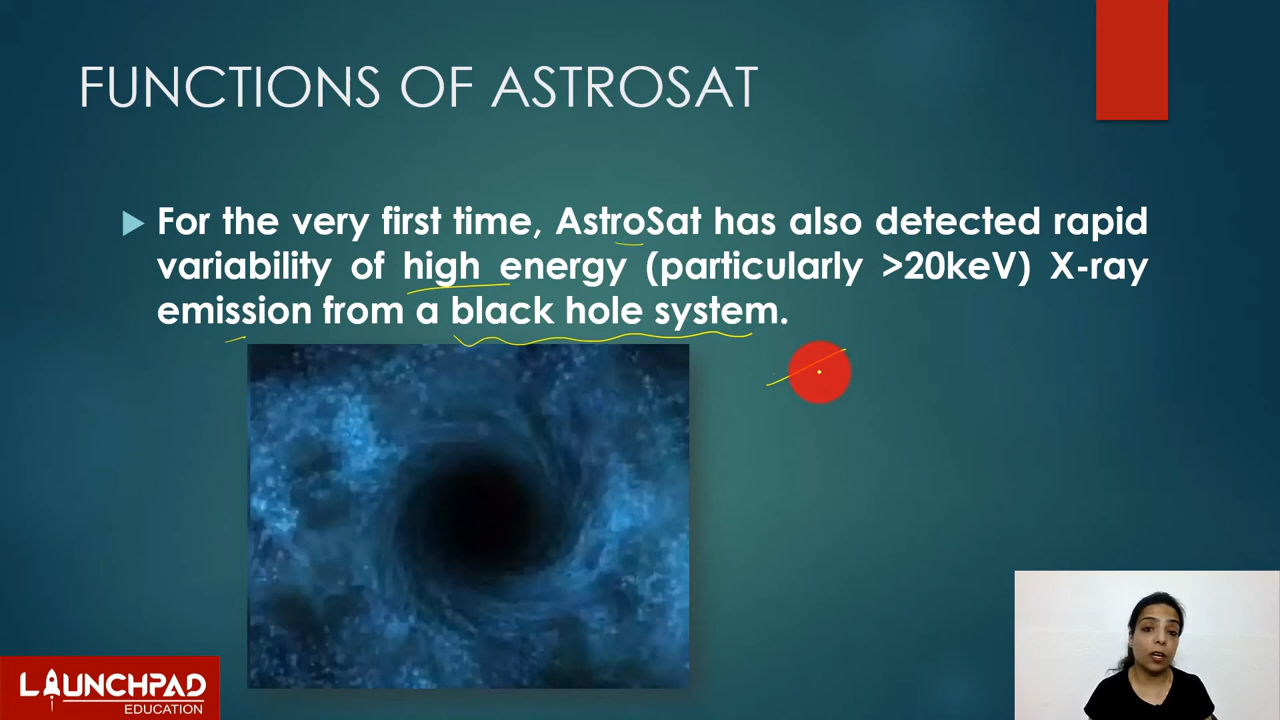 FUNCTIONS OF ASTROSAT
For the very first time, AstroSat has also detected rapid
variability of high energy (particularly >20keV) X-ray
emission from a black hole system.
LAUNCHPAD
EDUCATION